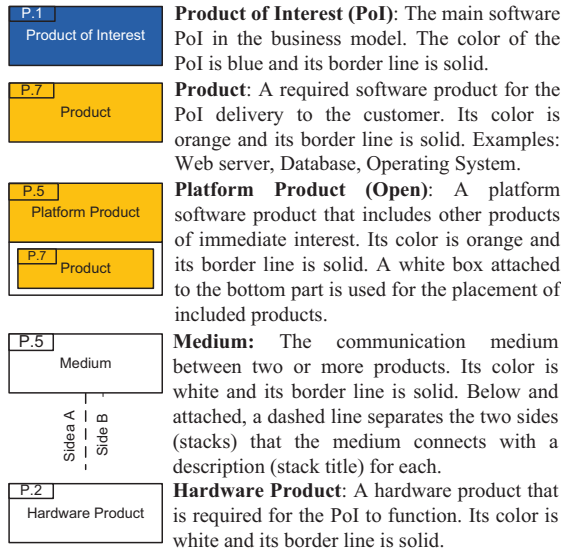 P.1
Product of Interest
Product of Interest (PoI): The main software
PoI in the business model. The color of the
PoI is blue and its border line is solid.
P.7
Product
Product: A required software product for the
PoI delivery to the customer. Its color is
orange and its border line is solid. Examples:
Web server, Database, Operating System.
P.5
Platform Product
P.7
Product
Platform Product (Open): A platform
software product that includes other products
of immediate interest. Its color is orange and
its border line is solid. A white box attached
to the bottom part is used for the placement of
included products.
P.5
Medium
Sidea A
Side B
Medium: The communication medium
between two or more products. Its color is
white and its border line is solid. Below and
attached, a dashed line separates the two sides
(stacks) that the medium connects with a
description (stack title) for each.
P.2
Hardware Product
Hardware Product: A hardware product that
is required for the PoI to function. Its color is
white and its border line is solid.